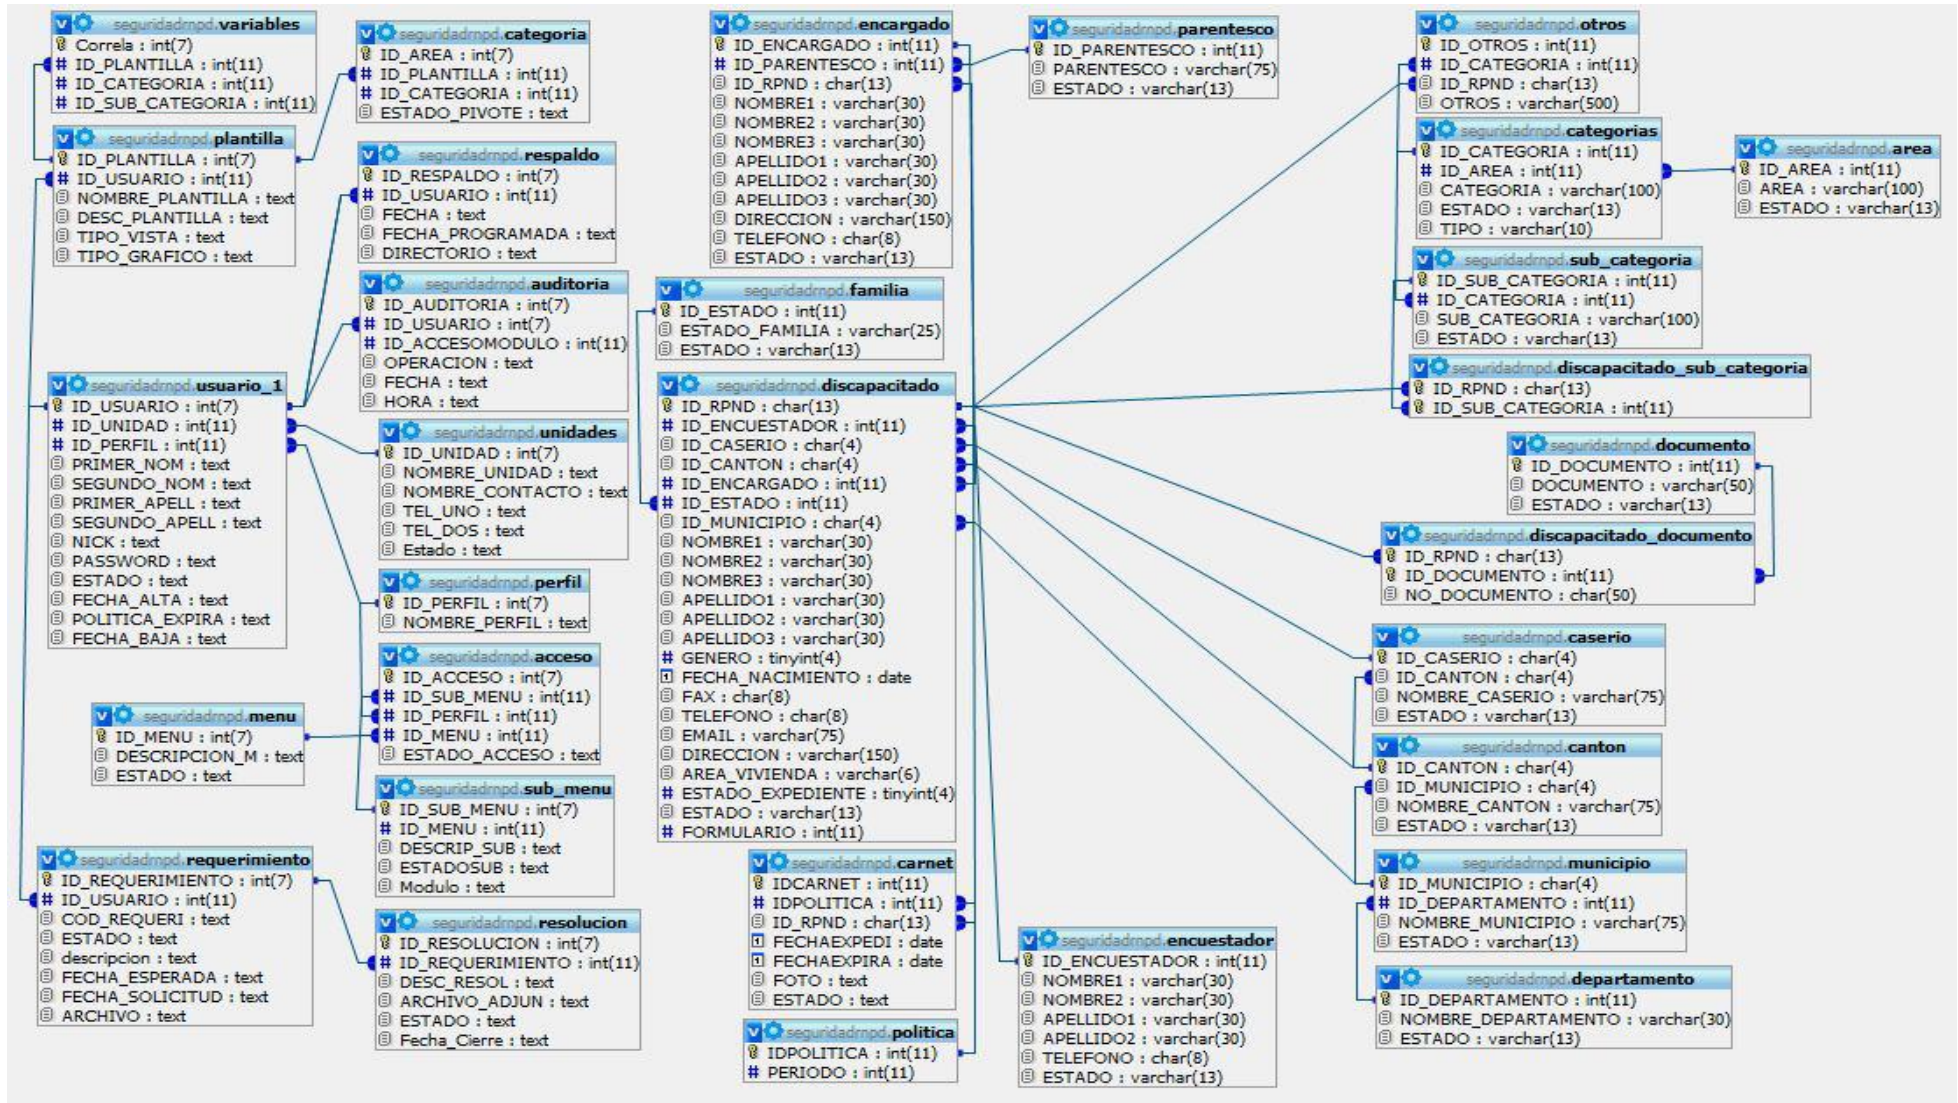 seguridadrnpd.variables
Correla : int(7)
ID_PLANTILLA : int(11)
ID_CATEGORIA : int(11)
ID_SUB_CATEGORIA : int(11)
seguridadrnpd.plantilla
ID_PLANTILLA : int(7)
ID_USUARIO : int(11)
NOMBRE_PLANTILLA : text
DESC_PLANTILLA : text
TIPO_VISTA : text
TIPO_GRAFICO : text
seguridadrnpd.usuario_1
ID_USUARIO : int(7)
ID_UNIDAD : int(11)
ID_PERFIL : int(11)
PRIMER_NOM : text
SEGUNDO_NOM : text
PRIMER_APELL : text
SEGUNDO_APELL : text
NICK : text
PASSWORD : text
ESTADO : text
FECHA_ALTA : text
POLITICA_EXPIRA : text
FECHA_BAJA : text
seguridadrnpd.menu
ID_MENU : int(7)
DESCRIPCION_M : text
ESTADO : text
seguridadrnpd.requerimiento
ID_REQUERIMIENTO : int(7)
ID_USUARIO : int(11)
COD_REQUERI : text
ESTADO : text
descripcion : text
FECHA_ESPERADA : text
FECHA_SOLICITUD : text
ARCHIVO : text
seguridadrnpd.categoria
ID_AREA : int(7)
ID_PLANTILLA : int(11)
ID_CATEGORIA : int(11)
ESTADO_PIVOTE : text
seguridadrnpd.respaldo
ID_RESPALDO : int(7)
ID_USUARIO : int(11)
FECHA : text
FECHA_PROGRAMADA : text
DIRECTORIO : text
seguridadrnpd.auditoria
ID_AUDITORIA : int(7)
ID_USUARIO : int(7)
ID_ACCESOMODULO : int(11)
OPERACION : text
FECHA : text
HORA : text
seguridadrnpd.unidades
ID_UNIDAD : int(7)
NOMBRE_UNIDAD : text
NOMBRE_CONTACTO : text
TEL_UNO : text
TEL_DOS : text
Estado : text
seguridadrnpd.perfil
ID_PERFIL : int(7)
NOMBRE_PERFIL : text
seguridadrnpd.acceso
ID_ACCESO : int(7)
ID_SUB_MENU : int(11)
ID_PERFIL : int(11)
ID_MENU : int(11)
ESTADO_ACCESO : text
seguridadrnpd.sub_menu
ID_SUB_MENU : int(7)
ID_MENU : int(11)
DESCRIP_SUB : text
ESTADOSUB : text
Modulo : text
seguridadrnpd.resolucion
ID_RESOLUCION : int(7)
ID_REQUERIMIENTO : int(11)
DESC_RESOL : text
ARCHIVO_ADJUN : text
ESTADO : text
Fecha_Cierre : text
seguridadrnpd.encargado
ID_ENCARGADO : int(11)
ID_PARENTESCO : int(11)
ID_RPND : char(13)
NOMBRE1 : varchar(30)
NOMBRE2 : varchar(30)
NOMBRE3 : varchar(30)
APELLIDO1 : varchar(30)
APELLIDO2 : varchar(30)
APELLIDO3 : varchar(30)
DIRECCION : varchar(150)
TELEFONO : char(8)
ESTADO : varchar(13)
seguridadrnpd.familia
ID_ESTADO : int(11)
ESTADO_FAMILIA : varchar(25)
ESTADO : varchar(13)
seguridadrnpd.discapacitado
ID_RPND : char(13)
ID_ENCUESTADOR : int(11)
ID_CASERIO : char(4)
ID_CANTON : char(4)
ID_ENCARGADO : int(11)
ID_ESTADO : int(11)
ID_MUNICIPIO : char(4)
NOMBRE1 : varchar(30)
NOMBRE2 : varchar(30)
NOMBRE3 : varchar(30)
APELLIDO1 : varchar(30)
APELLIDO2 : varchar(30)
APELLIDO3 : varchar(30)
GENERO : tinyint(4)
FECHA_NACIMIENTO : date
FAX : char(8)
TELEFONO : char(8)
EMAIL : varchar(75)
DIRECCION : varchar(150)
AREA_VIVIENDA : varchar(6)
ESTADO_EXPEDIENTE : tinyint(4)
ESTADO : varchar(13)
FORMULARIO : int(11)
seguridadrnpd.carnet
IDCARNET : int(11)
IDPOLITICA : int(11)
ID_RPND : char(13)
FECHAEXPEDI : date
FECHAEXPIRA : date
FOTO : text
ESTADO : text
seguridadrnpd.politica
IDPOLITICA : int(11)
PERIODO : int(11)
seguridadrnpd.parentesco
ID_PARENTESCO : int(11)
PARENTESCO : varchar(75)
ESTADO : varchar(13)
seguridadrnpd.encuestador
ID_ENCUESTADOR : int(11)
NOMBRE1 : varchar(30)
NOMBRE2 : varchar(30)
APELLIDO1 : varchar(30)
APELLIDO2 : varchar(30)
TELEFONO : char(8)
ESTADO : varchar(13)
seguridadrnpd.otros
ID_OTROS : int(11)
ID_CATEGORIA : int(11)
ID_RPND : char(13)
OTROS : varchar(500)
seguridadrnpd.categorias
ID_CATEGORIA : int(11)
ID_AREA : int(11)
CATEGORIA : varchar(100)
ESTADO : varchar(13)
TIPO : varchar(10)
seguridadrnpd.area
ID_AREA : int(11)
AREA : varchar(100)
ESTADO : varchar(13)
seguridadrnpd.sub_categoria
ID_SUB_CATEGORIA : int(11)
ID_CATEGORIA : int(11)
SUB_CATEGORIA : varchar(100)
ESTADO : varchar(13)
seguridadrnpd.discapacitado_sub_categoria
ID_RPND : char(13)
ID_SUB_CATEGORIA : int(11)
seguridadrnpd.documento
ID_DOCUMENTO : int(11)
DOCUMENTO : varchar(50)
ESTADO : varchar(13)
seguridadrnpd.discapacitado_documento
ID_RPND : char(13)
ID_DOCUMENTO : int(11)
NO_DOCUMENTO : char(50)
seguridadrnpd.caserio
ID_CASERIO : char(4)
ID_CANTON : char(4)
NOMBRE_CASERIO : varchar(75)
ESTADO : varchar(13)
seguridadrnpd.canton
ID_CANTON : char(4)
ID_MUNICIPIO : char(4)
NOMBRE_CANTON : varchar(75)
ESTADO : varchar(13)
seguridadrnpd.municipio
ID_MUNICIPIO : char(4)
ID_DEPARTAMENTO : int(11)
NOMBRE_MUNICIPIO : varchar(75)
ESTADO : varchar(13)
seguridadrnpd.departamento
ID_DEPARTAMENTO : int(11)
NOMBRE_DEPARTAMENTO : varchar(30)
ESTADO : varchar(13)